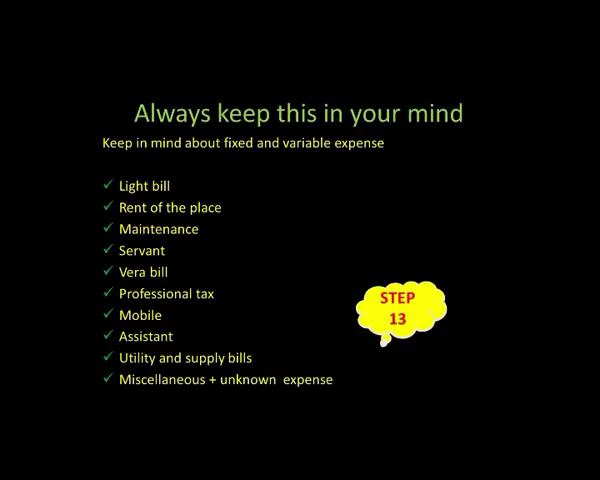 Always keep this in your mind
Keep in mind about fixed and variable expense
Light bill
Rent of the place
Maintenance
Servant
Vera bill
Professional tax
Mobile
Assistant
Utility and supply bills
Miscellaneous + unknown expense
STEP
13